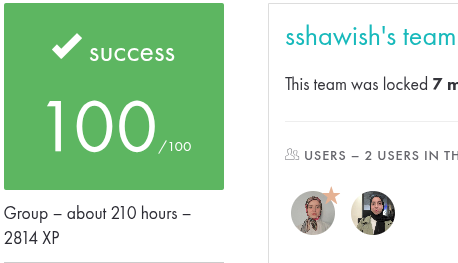 success
100/100
Group – about 210 hours –
2814 XP
sshawish's team
This team was locked 7 m
USERS – 2 USERS IN TH